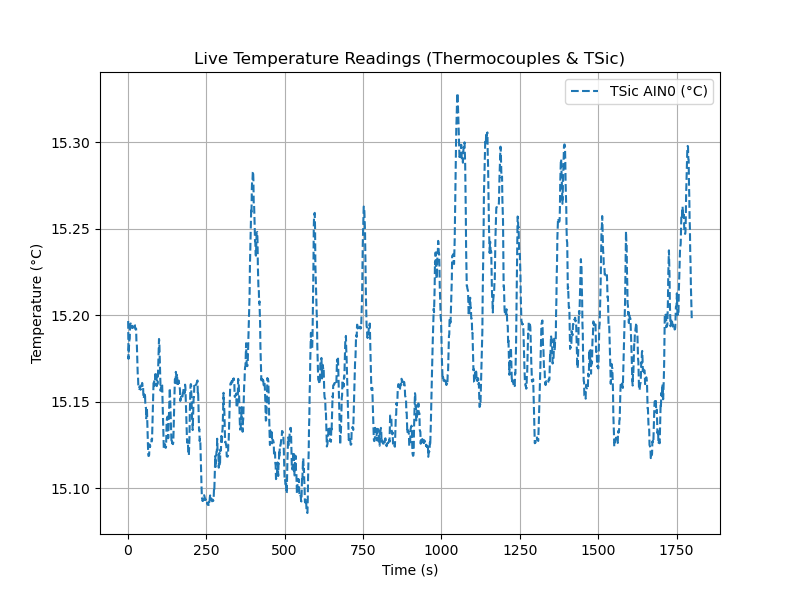 Live Temperature Readings (Thermocouples & TSic)
TSic AIN0 (°C)
Temperature (°C)
15.30
15.25
15.20
15.15
15.10
0 250 500 750 1000 1250 1500 1750
Time (s)